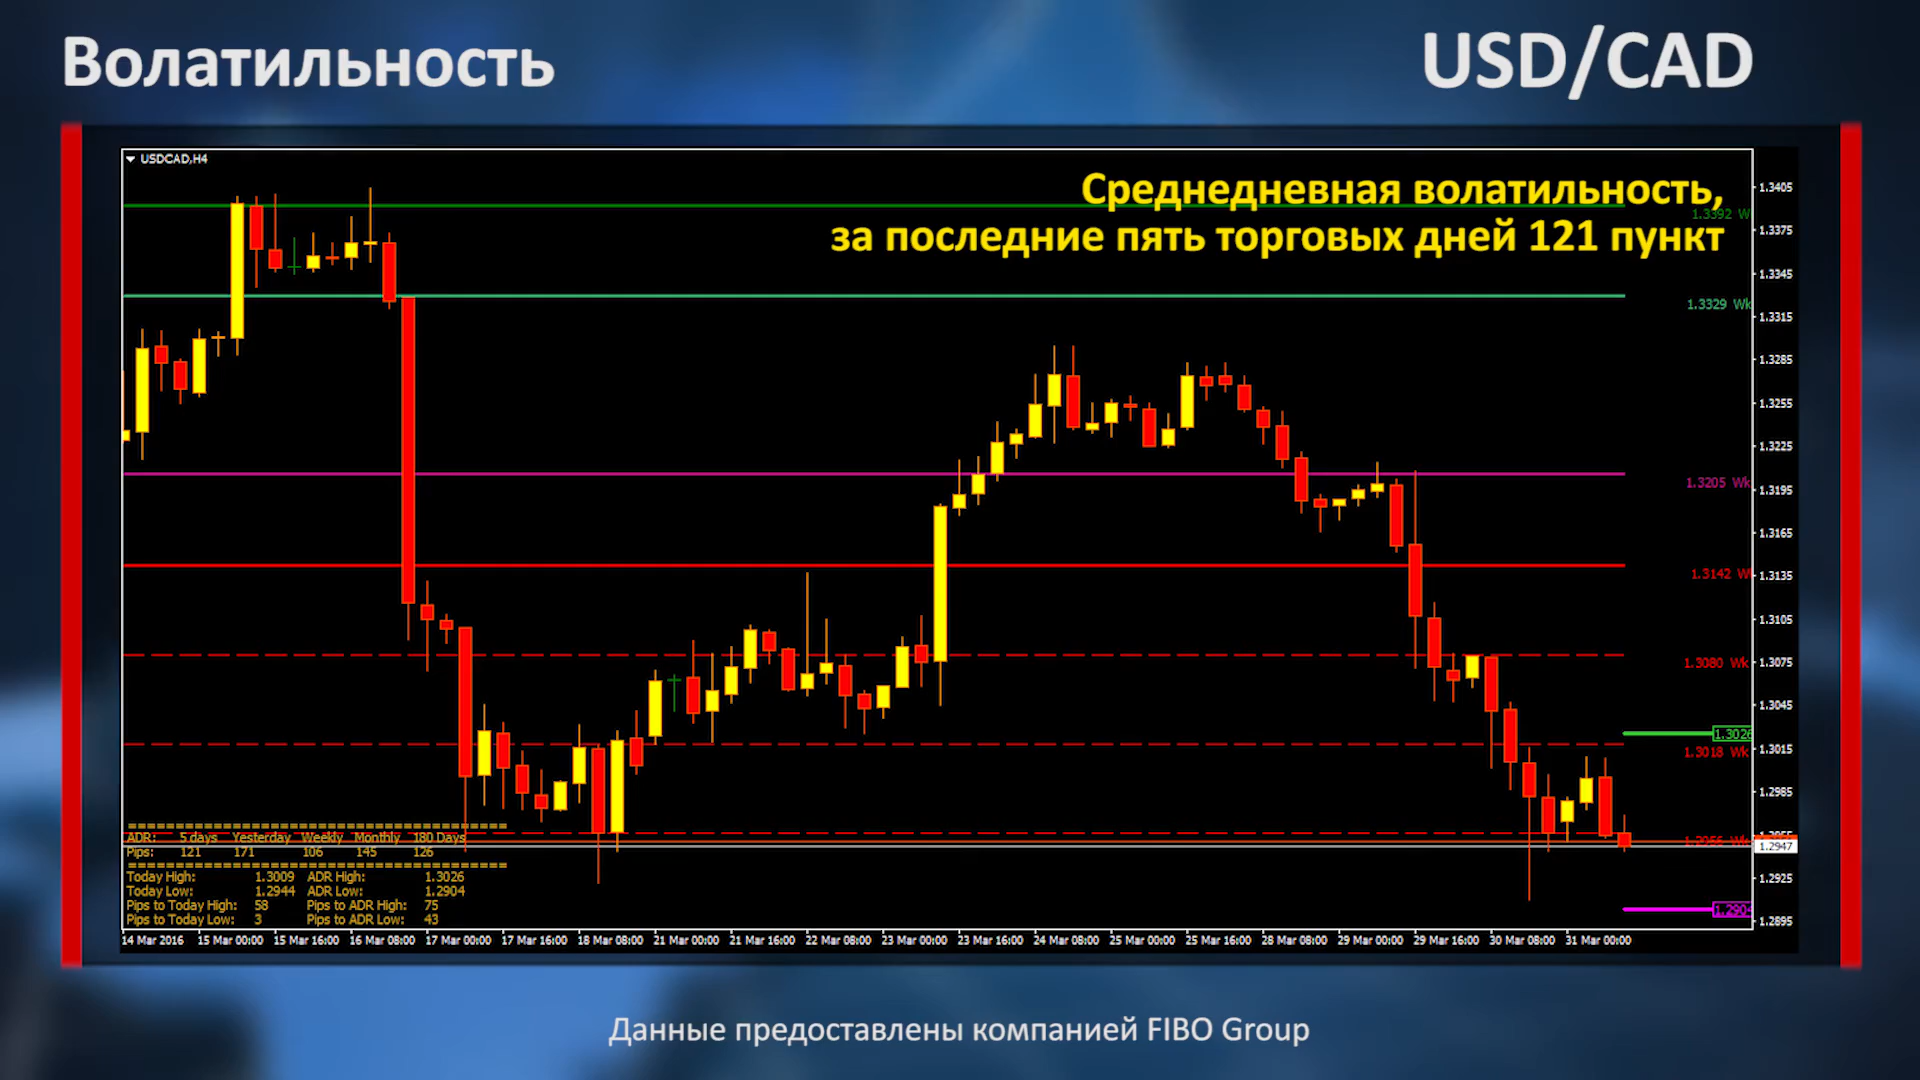 Волатильность
USD/CAD
USDCAD,H4
Среднедневная волатильность,
за последние пять торговых дней 121 пункт
1.3405
1.3392 W
1.3375
1.3345
1.3329 Wk
1.3315
1.3285
1.3255
1.3225
1.3205 Wk
1.3195
1.3165
1.3142 W
1.3135
1.3105
1.3080 Wk
1.3075
1.3045
1.3026
1.3018 Wk
1.3015
1.2985
1.2955
1.2956 Wk
1.2947
1.2925
1.290
1.2895
ADR: 5 days Yesterday Weekly Monthly 180 Days
Pips: 121 171 106 145 126
Today High: 1.3009 ADR High: 1.3026
Today Low: 1.2944 ADR Low: 1.2904
Pips to Today High: 58 Pips to ADR High: 75
Pips to Today Low: 3 Pips to ADR Low: 43
14 Mar 2016 15 Mar 00:00 15 Mar 16:00 16 Mar 08:00 17 Mar 00:00 17 Mar 16:00 18 Mar 08:00 21 Mar 00:00 21 Mar 16:00 22 Mar 08:00 23 Mar 00:00 23 Mar 16:00 24 Mar 08:00 25 Mar 00:00 25 Mar 16:00 28 Mar 08:00 29 Mar 00:00 29 Mar 16:00 30 Mar 08:00 31 Mar 00:00
Данные предоставлены компанией FIBO Group